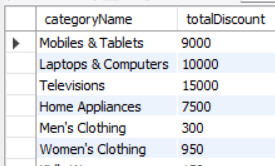 categoryName totalDiscount
Mobiles & Tablets 9000
Laptops & Computers 10000
Televisions 15000
Home Appliances 7500
Men's Clothing 300
Women's Clothing 950